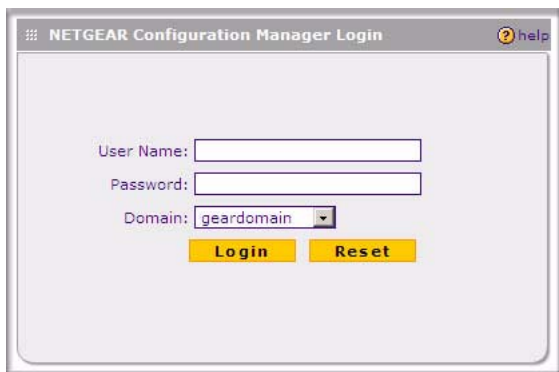 NETGEAR Configuration Manager Login ? help
User Name:
Password:
Domain: geardomain
Login Reset